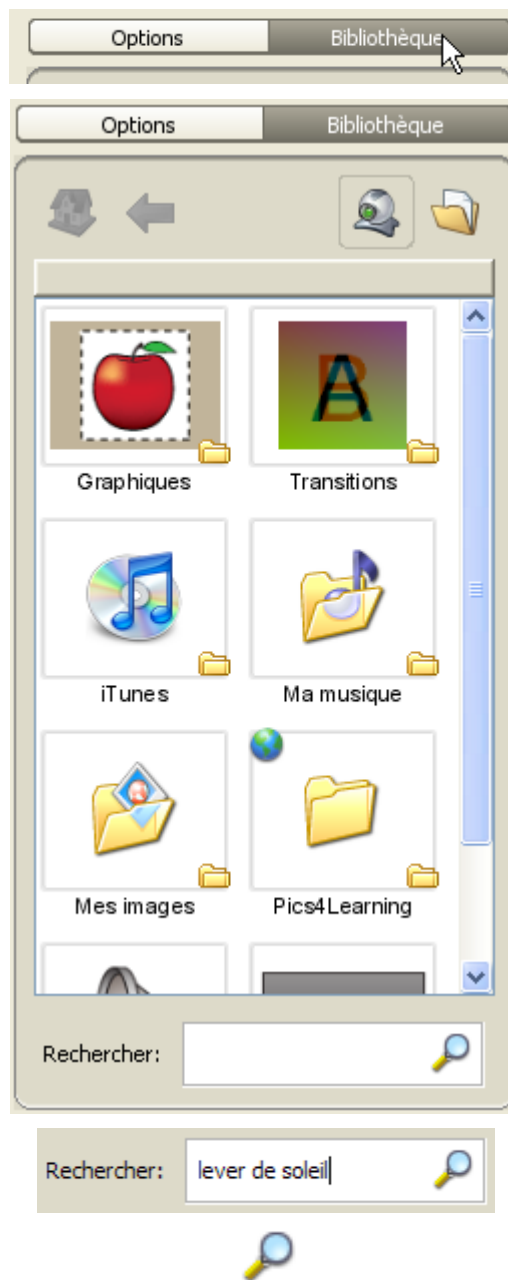 Options Bibliothèque
Options Bibliothèque
Graphiques Transitions
iTunes Ma musique
Mes images Pics4Learning
Rechercher:
Rechercher: lever de soleil